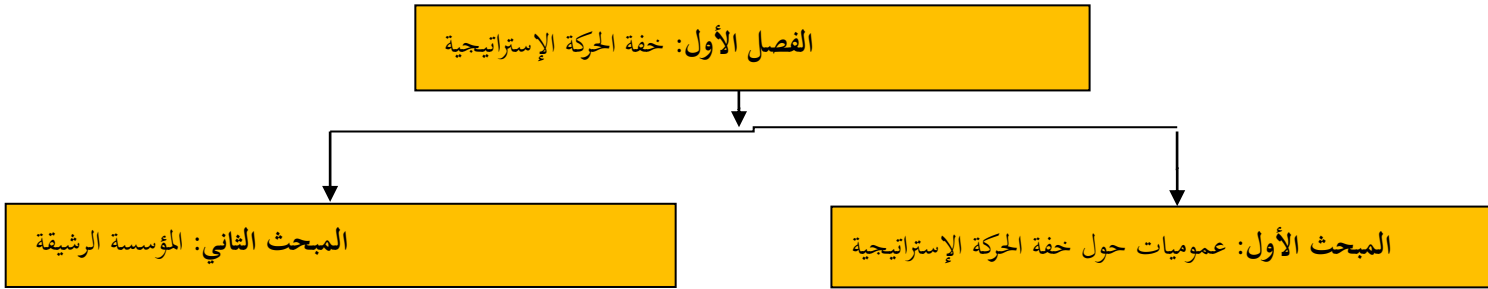 الفصل الأول: خفة الحركة الإستراتيجية
المبحث الأول: عموميات حول خفة الحركة الإستراتيجية
المبحث الثاني: المؤسسة الرشيقة